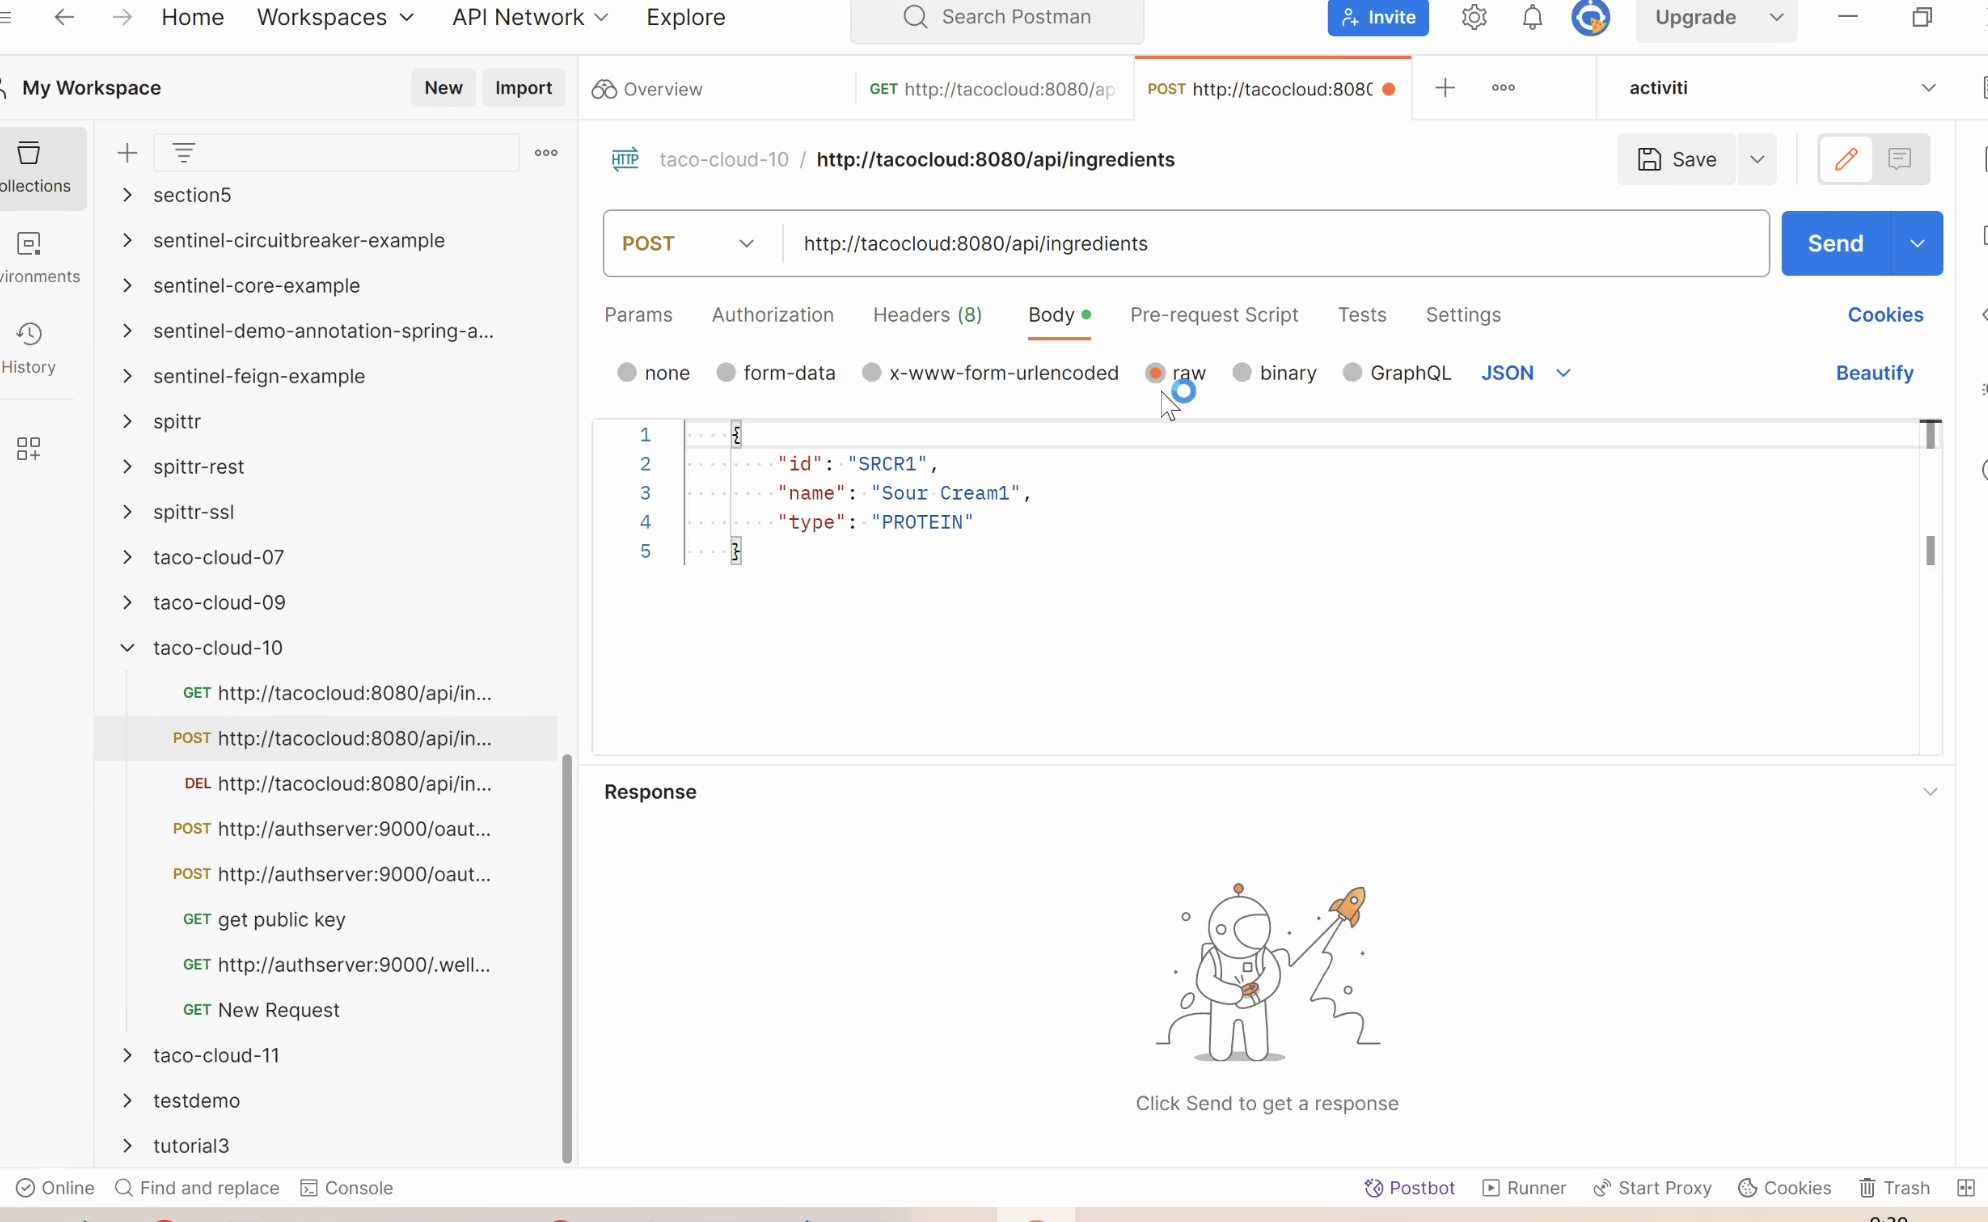 Home Workspaces API Network Explore Search Postman Invite Upgrade
My Workspace New Import Overview GET http://tacocloud:8080/ap POST http://tacocloud:8080 activiti
ollections
vironments
History
section5
sentinel-circuitbreaker-example
sentinel-core-example
sentinel-demo-annotation-spring-a...
sentinel-feign-example
spittr
spittr-rest
spittr-ssl
taco-cloud-07
taco-cloud-09
taco-cloud-10
GET http://tacocloud:8080/api/in...
POST http://tacocloud:8080/api/in...
DEL http://tacocloud:8080/api/in...
POST http://authserver:9000/oaut...
POST http://authserver:9000/oaut...
GET get public key
GET http://authserver:9000/.well...
GET New Request
taco-cloud-11
testdemo
tutorial3
HTTP taco-cloud-10 / http://tacocloud:8080/api/ingredients Save
POST http://tacocloud:8080/api/ingredients Send
Params Authorization Headers (8) Body Pre-request Script Tests Settings Cookies
none form-data x-www-form-urlencoded raw binary GraphQL JSON Beautify
1 {
2 "id": "SRCR1",
3 "name": "Sour Cream1",
4 "type": "PROTEIN"
5 }
Response
Click Send to get a response
Online Find and replace Console Postbot Runner Start Proxy Cookies Trash